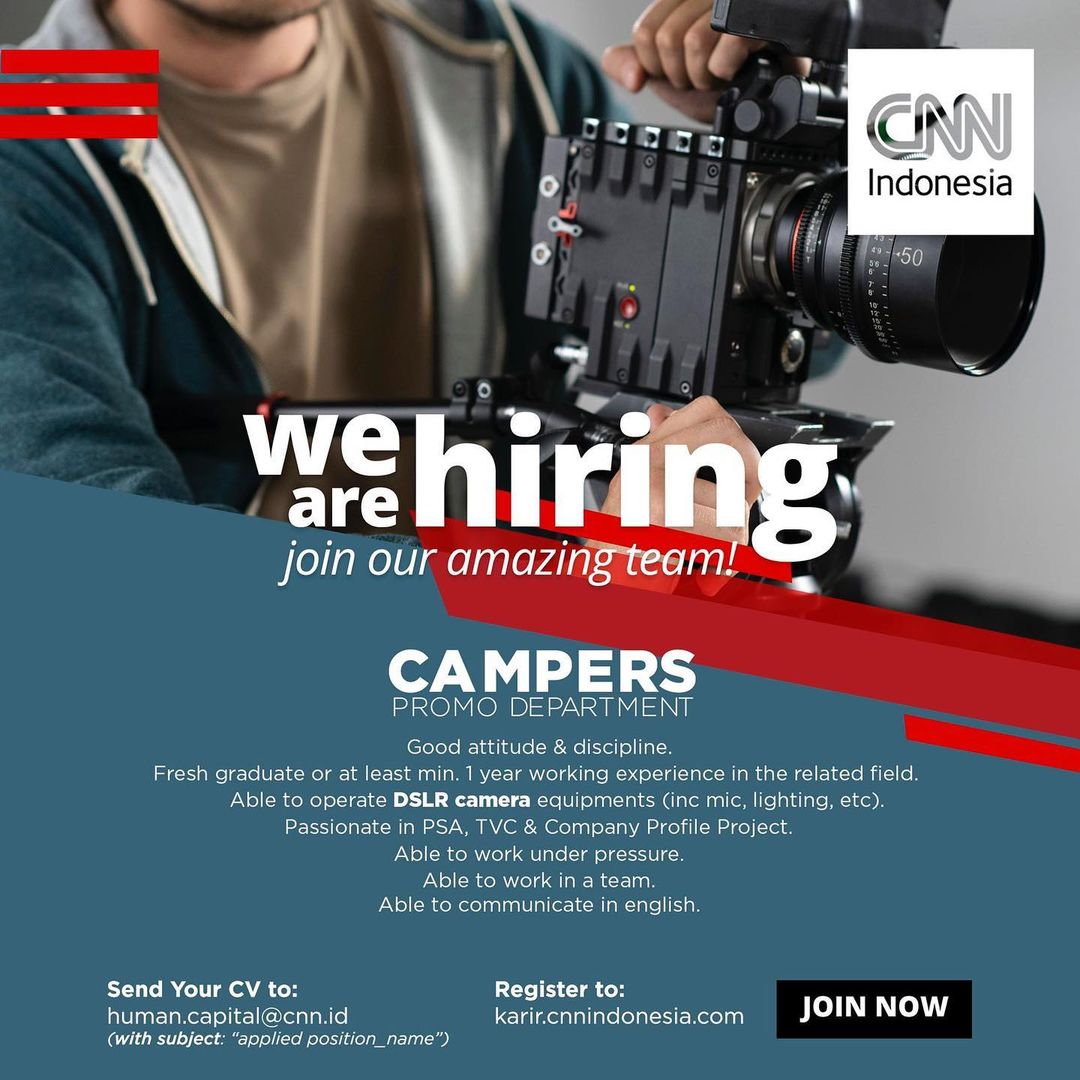 CNN
Indonesia
we
are hiring
join our amazing team!
CAMPERS
PROMO DEPARTMENT
Good attitude & discipline.
Fresh graduate or at least min. 1 year working experience in the related field.
Able to operate DSLR camera equipments (inc mic, lighting, etc).
Passionate in PSA, TVC & Company Profile Project.
Able to work under pressure.
Able to work in a team.
Able to communicate in english.
Send Your CV to:
human.capital@cnn.id
(with subject: “applied position_name”)
Register to:
karir.cnnindonesia.com
JOIN NOW
50